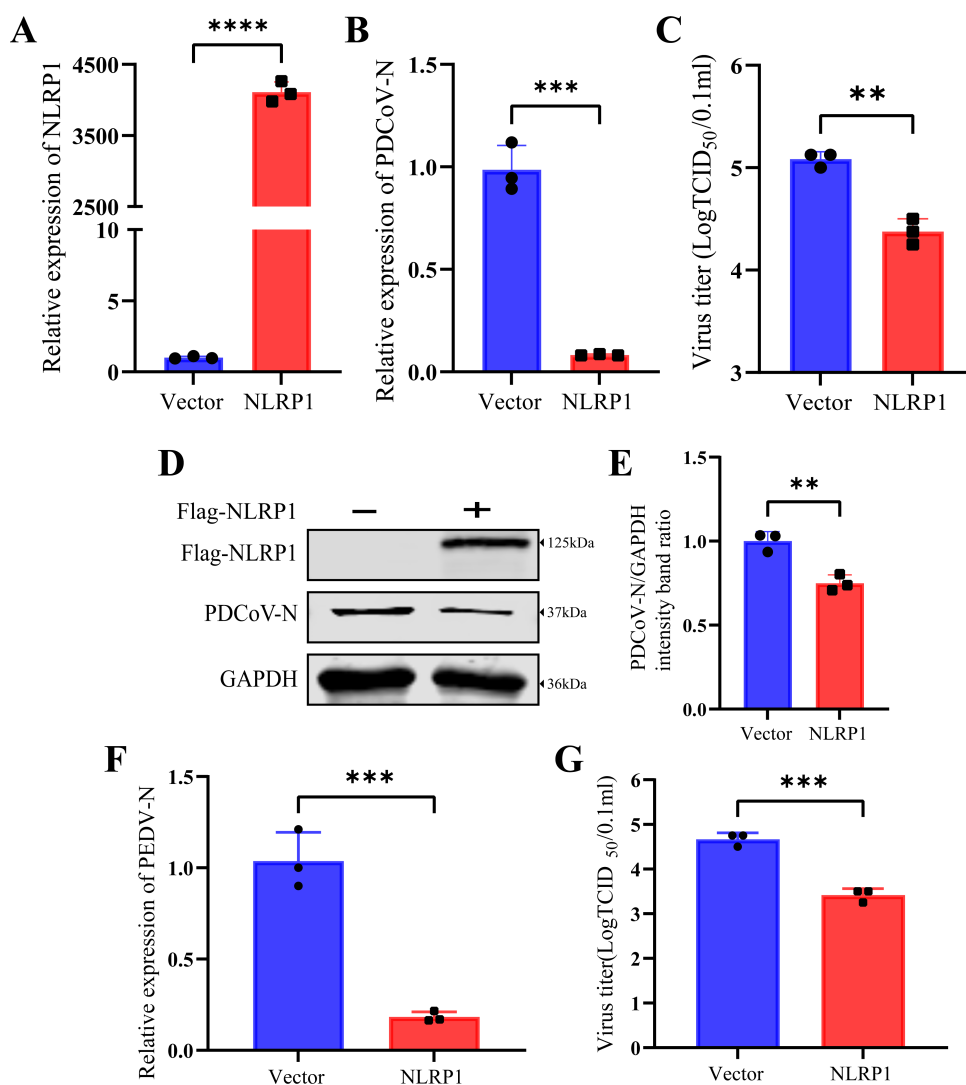 A
Relative expression of NLRP1
4500
3500
2500
10
5
0
****
Vector NLRP1
B
Relative expression of PDCoV-N
1.5
1.0
0.5
0.0
***
Vector NLRP1
C
Virus titer (LogTCID50/0.1ml)
6
5
4
3
**
Vector NLRP1
D
Flag-NLRP1 − +
Flag-NLRP1 125kDa
PDCoV-N 37kDa
GAPDH 36kDa
E
PDCoV-N/GAPDH
intensity band ratio
1.5
1.0
0.5
0.0
**
Vector NLRP1
F
Relative expression of PEDV-N
1.5
1.0
0.5
0.0
***
Vector NLRP1
G
Virus titer(LogTCID 50/0.1ml)
6
5
4
3
2
1
0
***
Vector NLRP1